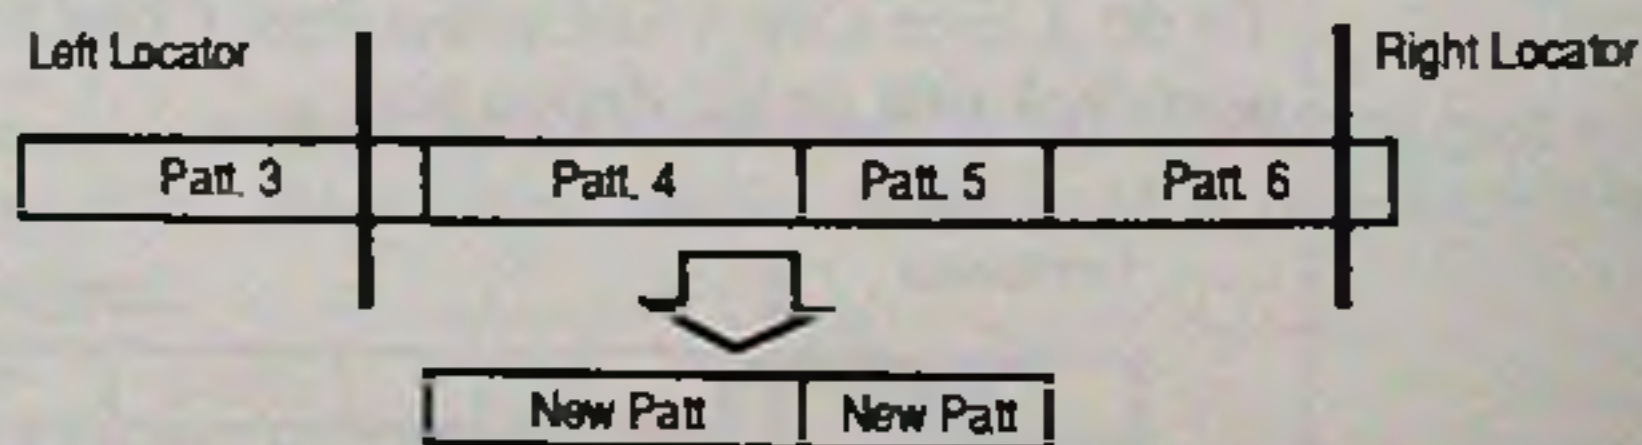 Left Locator Right Locator
Patt. 3 Patt. 4 Patt. 5 Patt. 6
New Patt New Patt